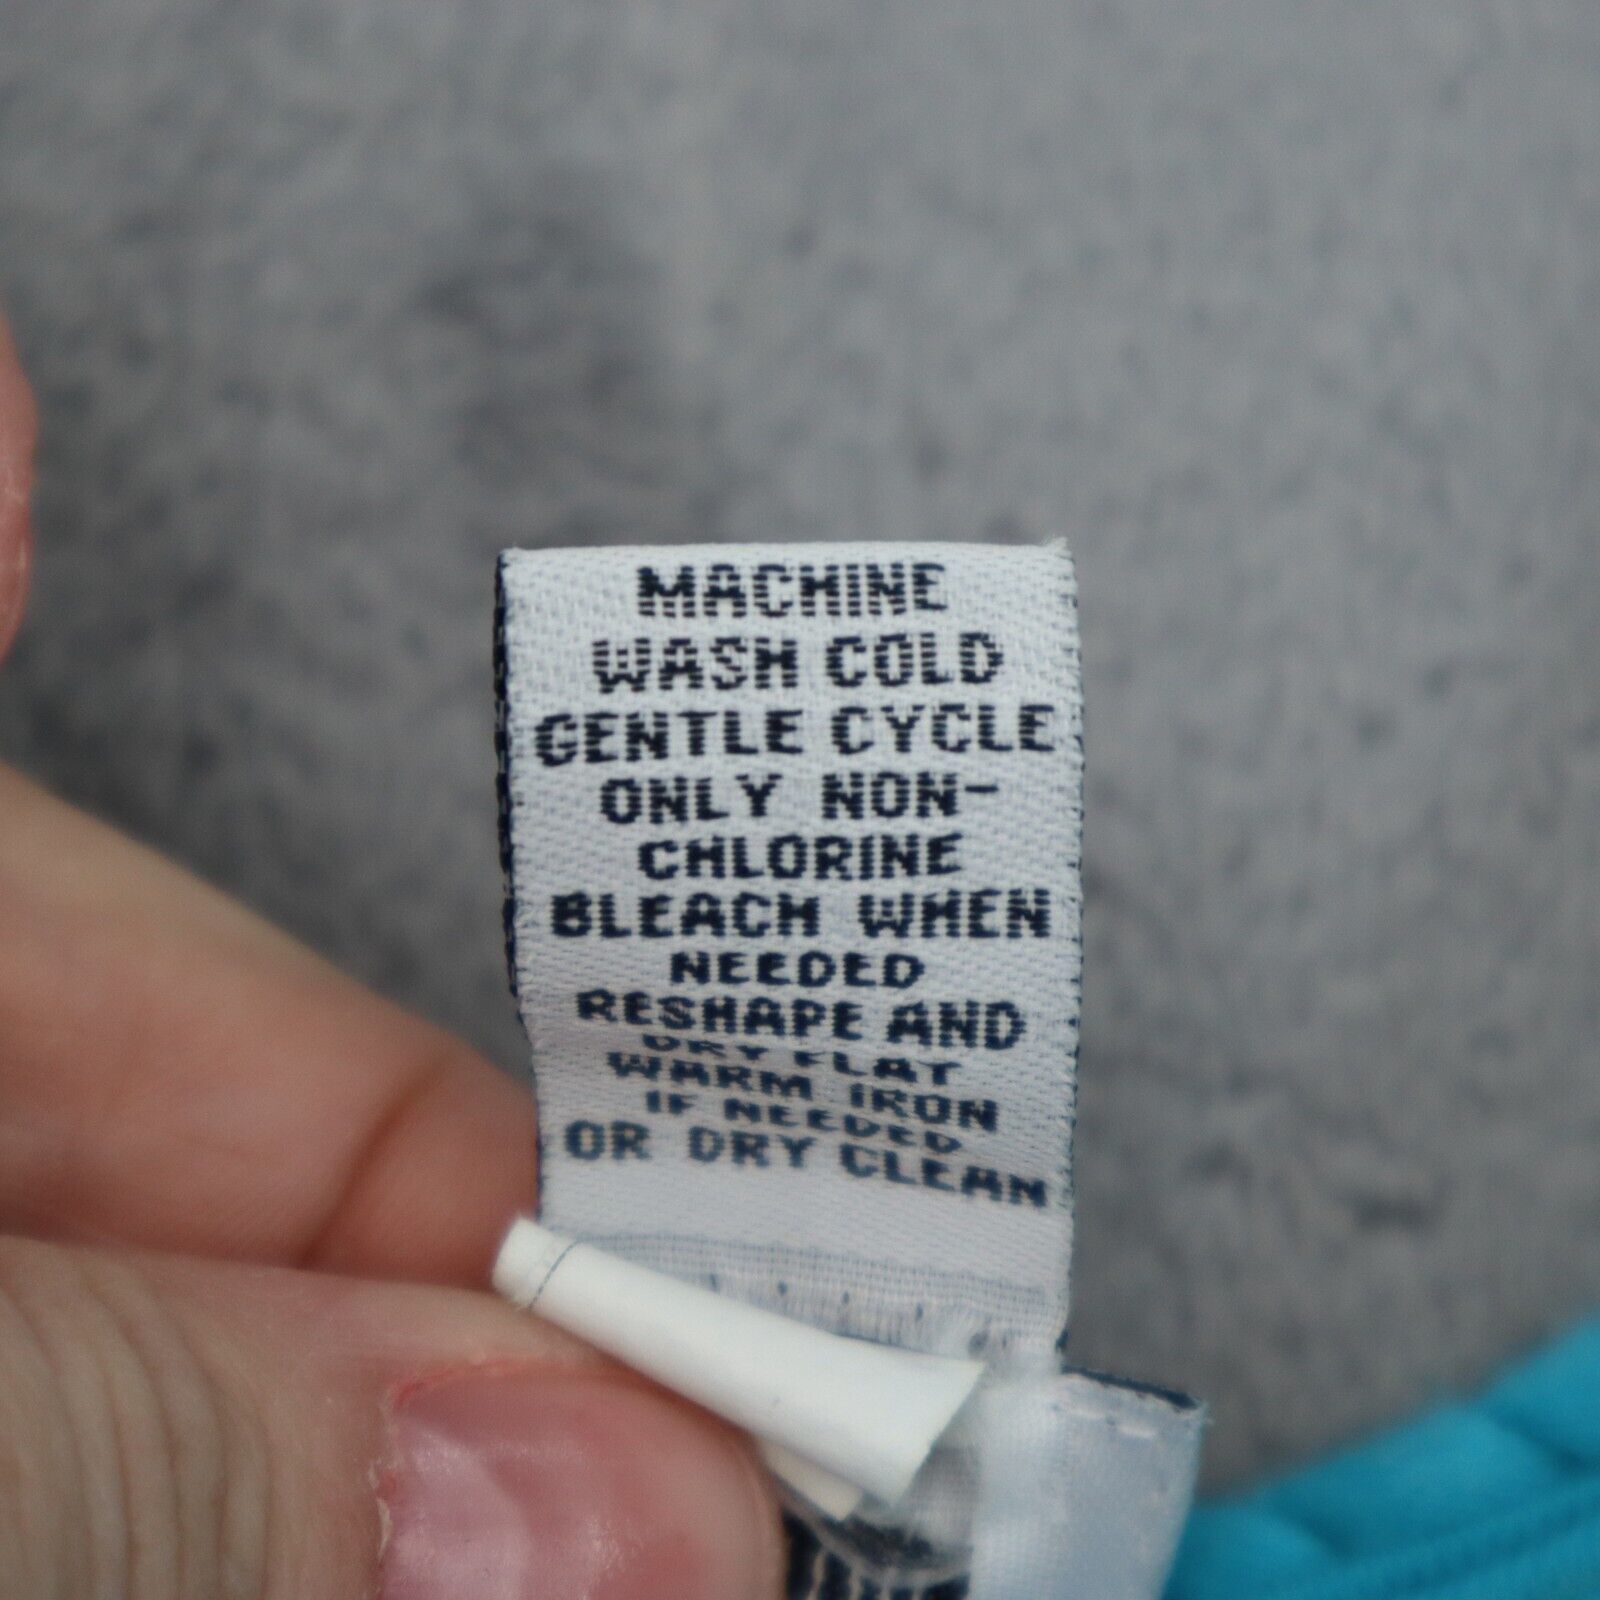 MACHINE
WASH COLD
GENTLE CYCLE
ONLY NON-
CHLORINE
BLEACH WHEN
NEEDED
RESHAPE AND
DRY FLAT
WARM IRON
IF NEEDED
OR DRY CLEAN